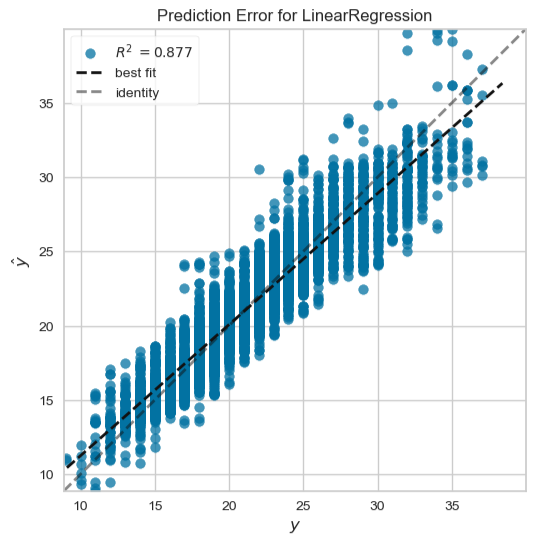 Prediction Error for LinearRegression
R² = 0.877
best fit
identity
35
30
25
20
15
10
ŷ
10 15 20 25 30 35
y